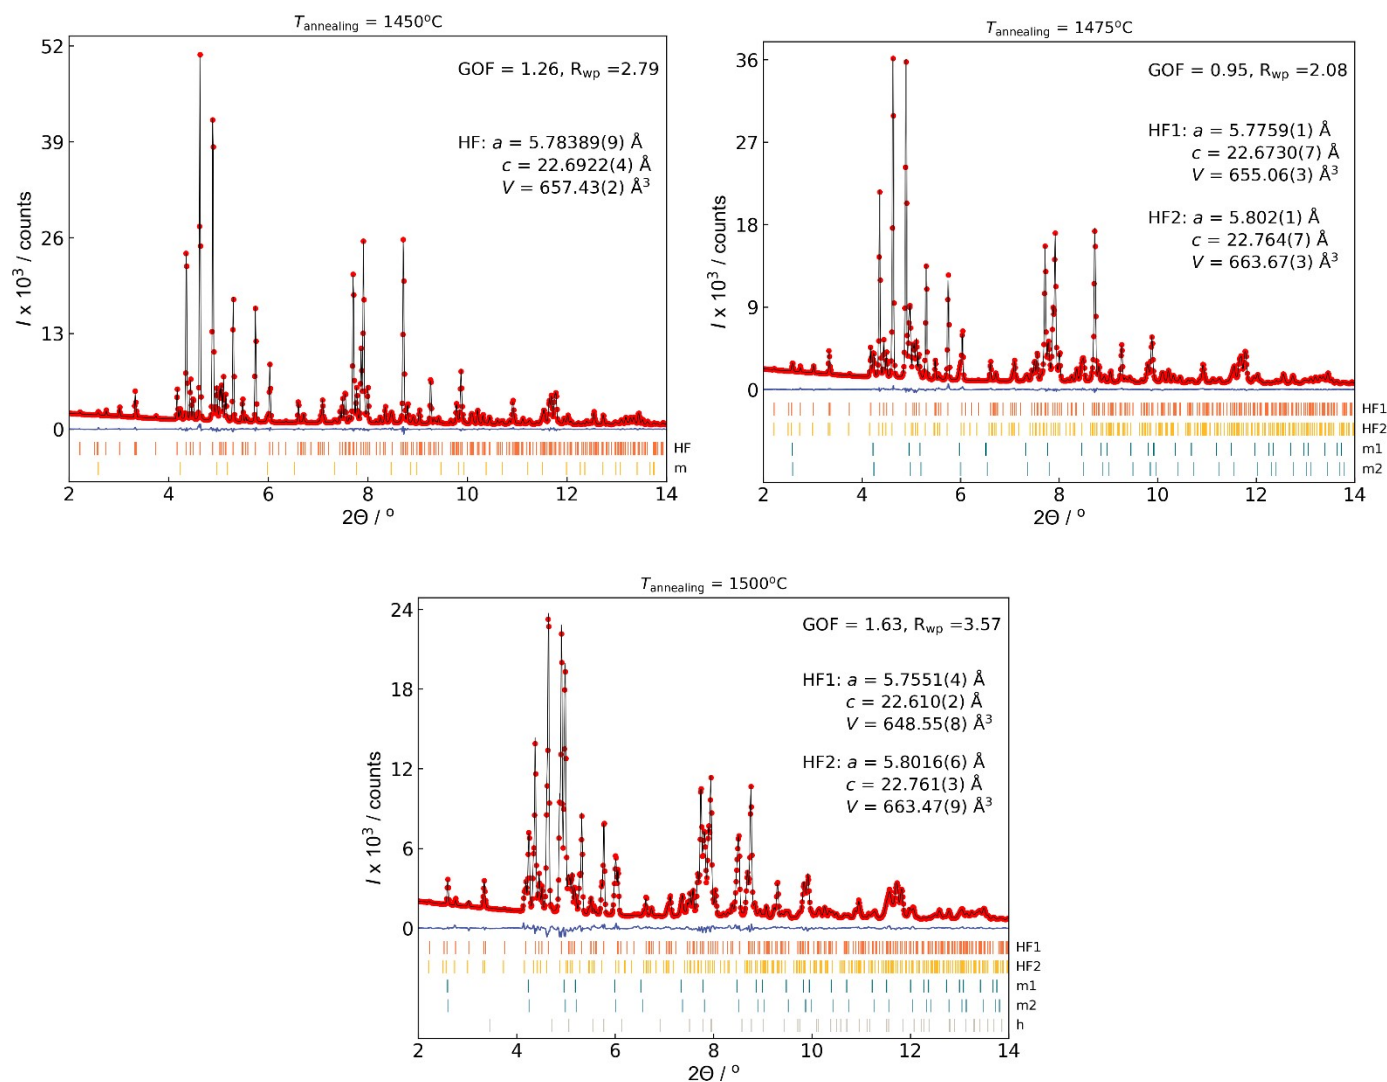 T_annealing = 1450°C
52
39
26
13
0
I x 10³ / counts
GOF = 1.26, R_wp =2.79
HF: a = 5.78389(9) Å
c = 22.6922(4) Å
V = 657.43(2) Å³
HF
m
2 4 6 8 10 12 14
2Θ / °
T_annealing = 1475°C
36
27
18
9
0
I x 10³ / counts
GOF = 0.95, R_wp =2.08
HF1: a = 5.7759(1) Å
c = 22.6730(7) Å
V = 655.06(3) Å³
HF2: a = 5.802(1) Å
c = 22.764(7) Å
V = 663.67(3) Å³
HF1
HF2
m1
m2
2 4 6 8 10 12 14
2Θ / °
T_annealing = 1500°C
24
18
12
6
0
I x 10³ / counts
GOF = 1.63, R_wp =3.57
HF1: a = 5.7551(4) Å
c = 22.610(2) Å
V = 648.55(8) Å³
HF2: a = 5.8016(6) Å
c = 22.761(3) Å
V = 663.47(9) Å³
HF1
HF2
m1
m2
h
2 4 6 8 10 12 14
2Θ / °